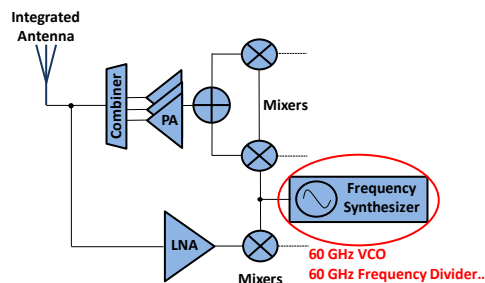 Integrated
Antenna
Combiner
PA
Mixers
Frequency
Synthesizer
LNA
60 GHz VCO
60 GHz Frequency Divider..
Mixers